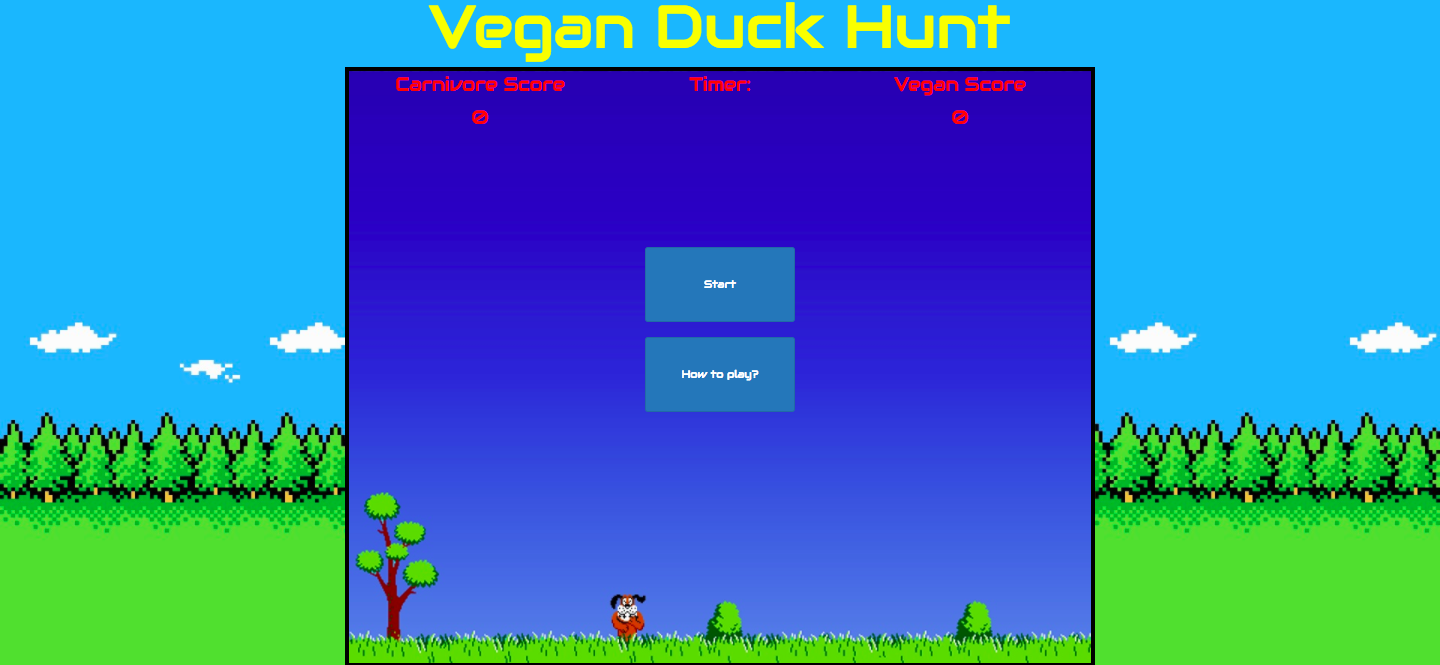 Vegan Duck Hunt
Carnivore Score
Timer:
Vegan Score
0
0
Start
How to play?